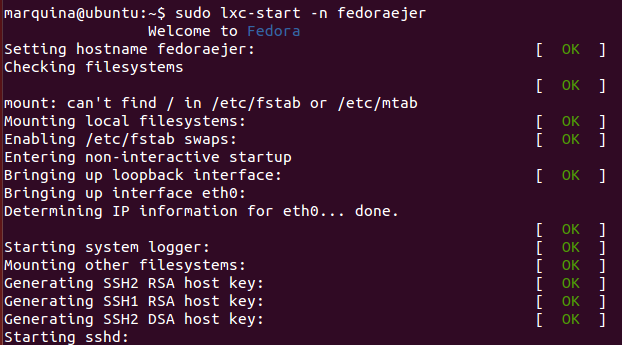 marquina@ubuntu:~$ sudo lxc-start -n fedoraejer
Welcome to Fedora
Setting hostname fedoraejer: [ OK ]
Checking filesystems
[ OK ]
mount: can't find / in /etc/fstab or /etc/mtab
Mounting local filesystems: [ OK ]
Enabling /etc/fstab swaps: [ OK ]
Entering non-interactive startup
Bringing up loopback interface: [ OK ]
Bringing up interface eth0:
Determining IP information for eth0... done.
[ OK ]
Starting system logger: [ OK ]
Mounting other filesystems: [ OK ]
Generating SSH2 RSA host key: [ OK ]
Generating SSH1 RSA host key: [ OK ]
Generating SSH2 DSA host key: [ OK ]
Starting sshd: